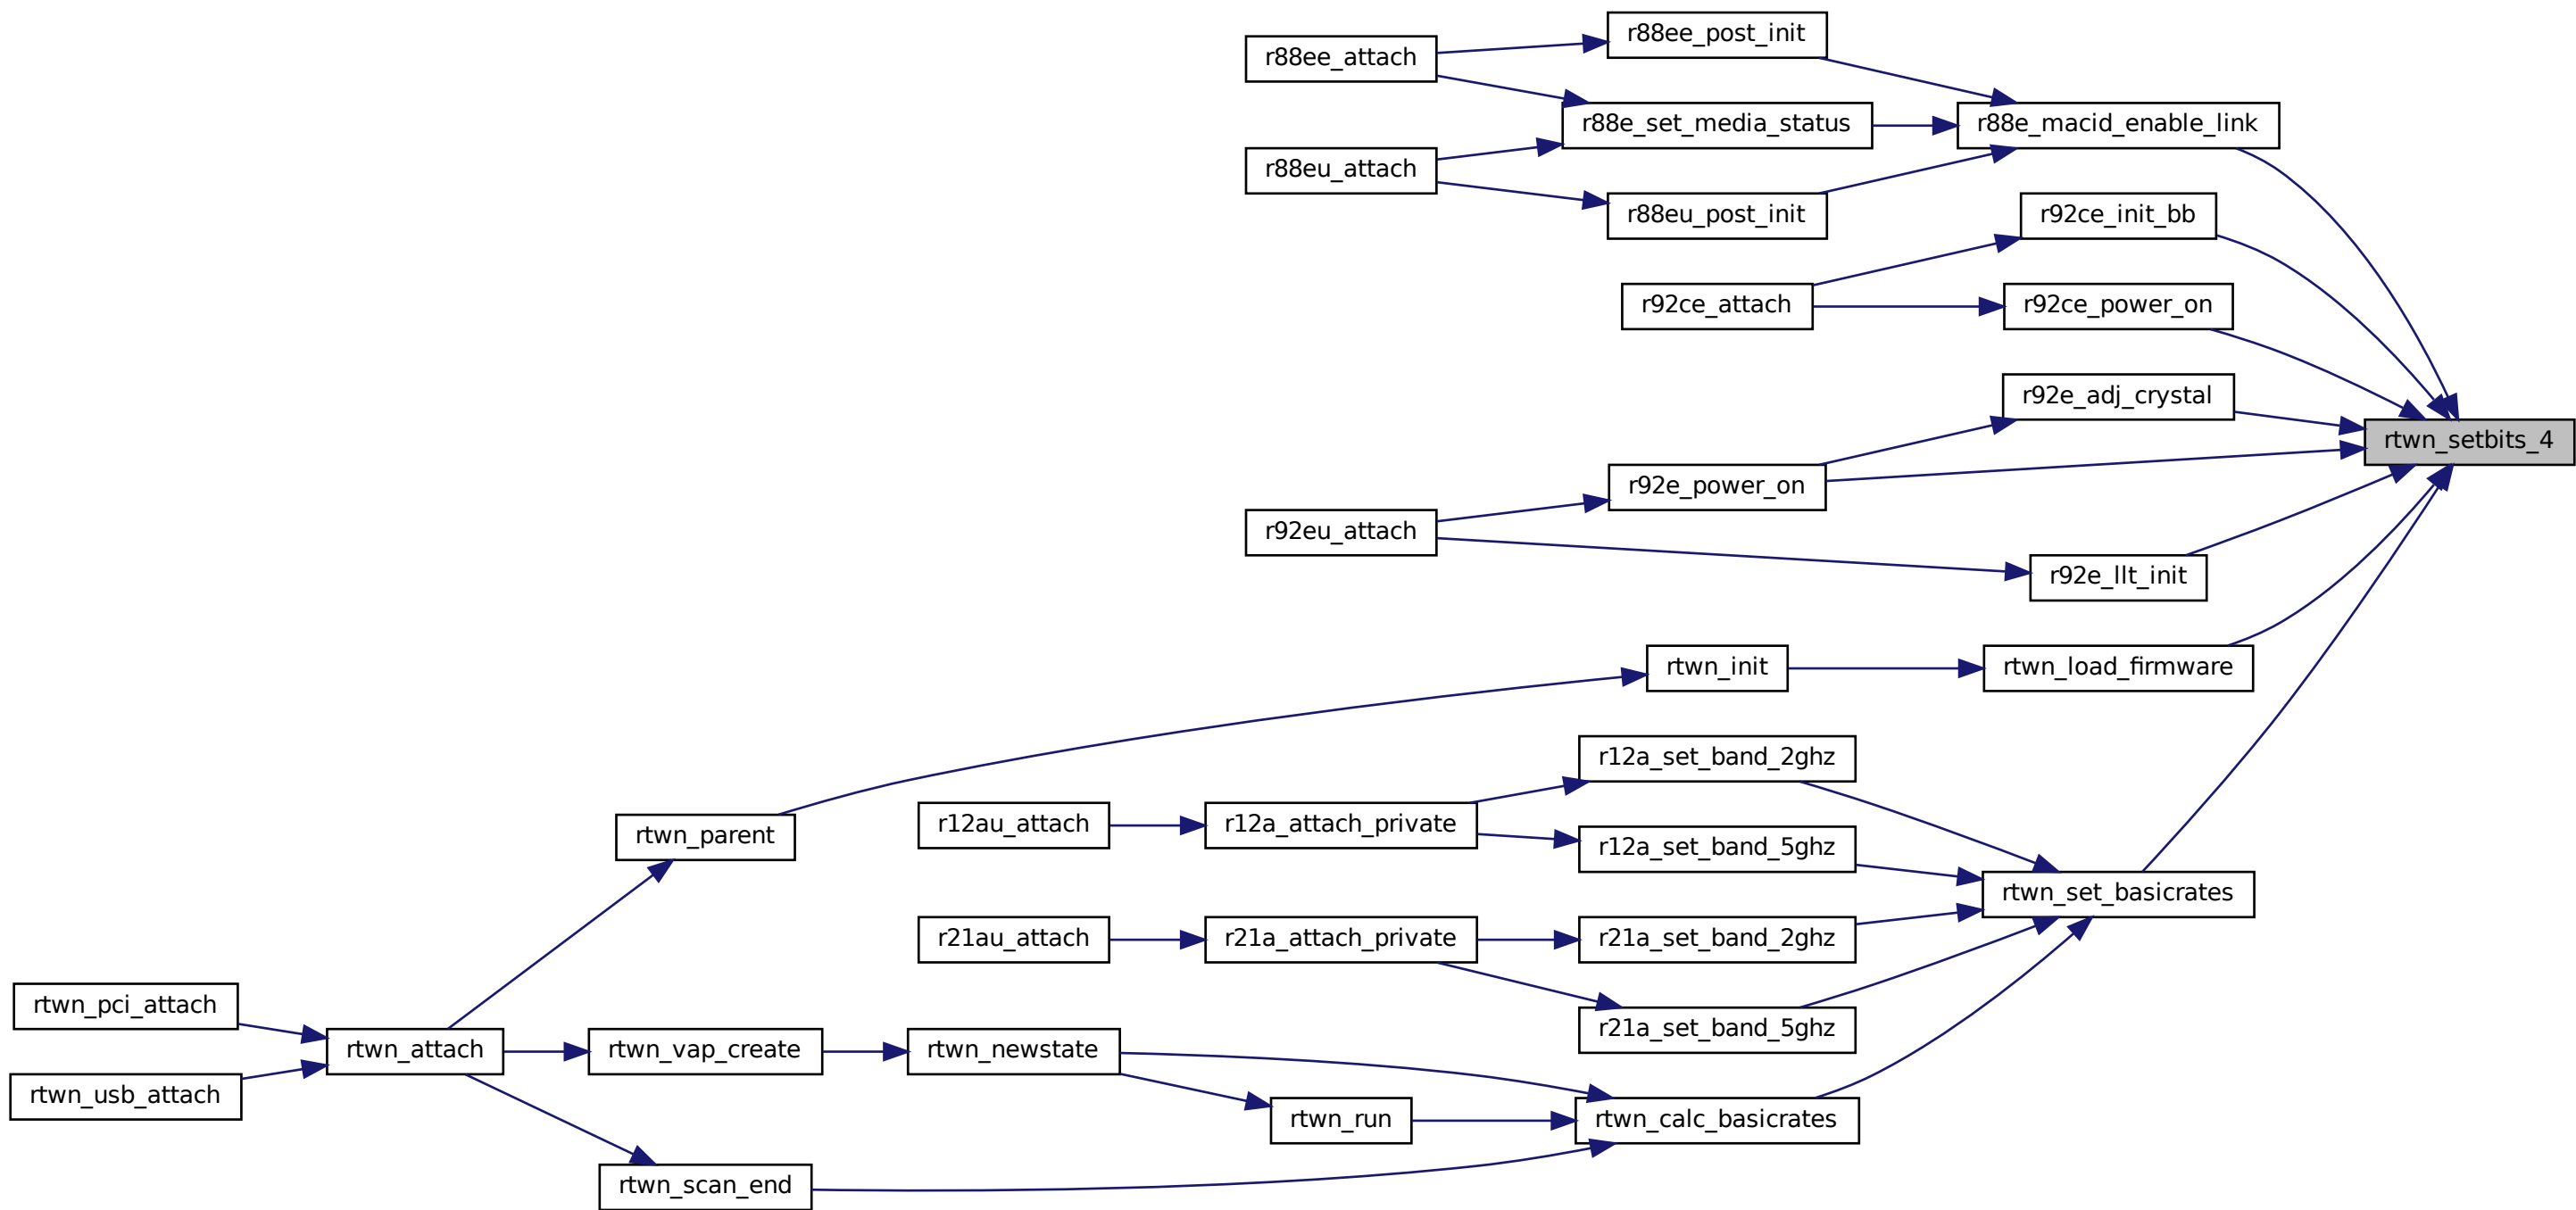 r88ee_post_init
r88ee_attach
r88e_set_media_status
r88e_macid_enable_link
r88eu_attach
r88eu_post_init
r92ce_init_bb
r92ce_attach
r92ce_power_on
r92e_adj_crystal
rtwn_setbits_4
r92e_power_on
r92eu_attach
r92e_llt_init
rtwn_init
rtwn_load_firmware
r12a_set_band_2ghz
rtwn_parent
r12au_attach
r12a_attach_private
r12a_set_band_5ghz
rtwn_set_basicrates
r21au_attach
r21a_attach_private
r21a_set_band_2ghz
rtwn_pci_attach
r21a_set_band_5ghz
rtwn_attach
rtwn_vap_create
rtwn_newstate
rtwn_usb_attach
rtwn_run
rtwn_calc_basicrates
rtwn_scan_end